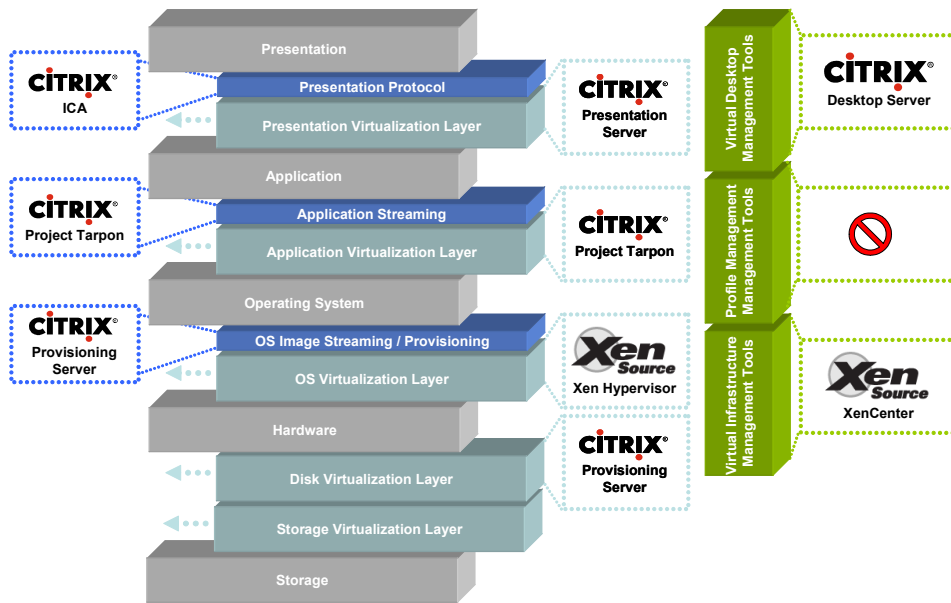 Presentation
CITRIX®
ICA
Presentation Protocol
Presentation Virtualization Layer
CITRIX®
Presentation
Server
Application
CITRIX®
Project Tarpon
Application Streaming
Application Virtualization Layer
CITRIX®
Project Tarpon
Operating System
CITRIX®
Provisioning
Server
OS Image Streaming / Provisioning
OS Virtualization Layer
Xen
Source
Xen Hypervisor
Hardware
Disk Virtualization Layer
CITRIX®
Provisioning
Server
Storage Virtualization Layer
Storage
Virtual Desktop
Management Tools
CITRIX®
Desktop Server
Profile Management
Management Tools
Virtual Infrastructure
Management Tools
Xen
Source
XenCenter